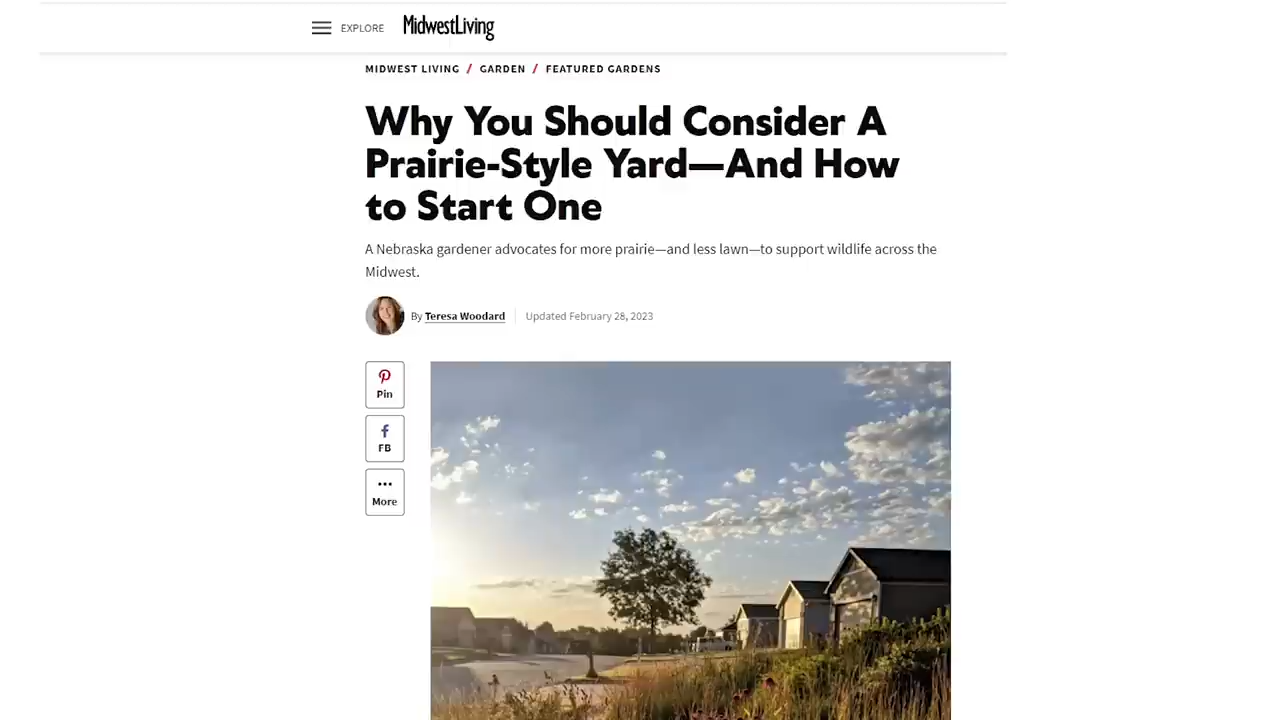 EXPLORE MidwestLiving
MIDWEST LIVING / GARDEN / FEATURED GARDENS
Why You Should Consider A
Prairie-Style Yard—And How
to Start One
A Nebraska gardener advocates for more prairie—and less lawn—to support wildlife across the
Midwest.
By Teresa Woodard Updated February 28, 2023
Pin
FB
More